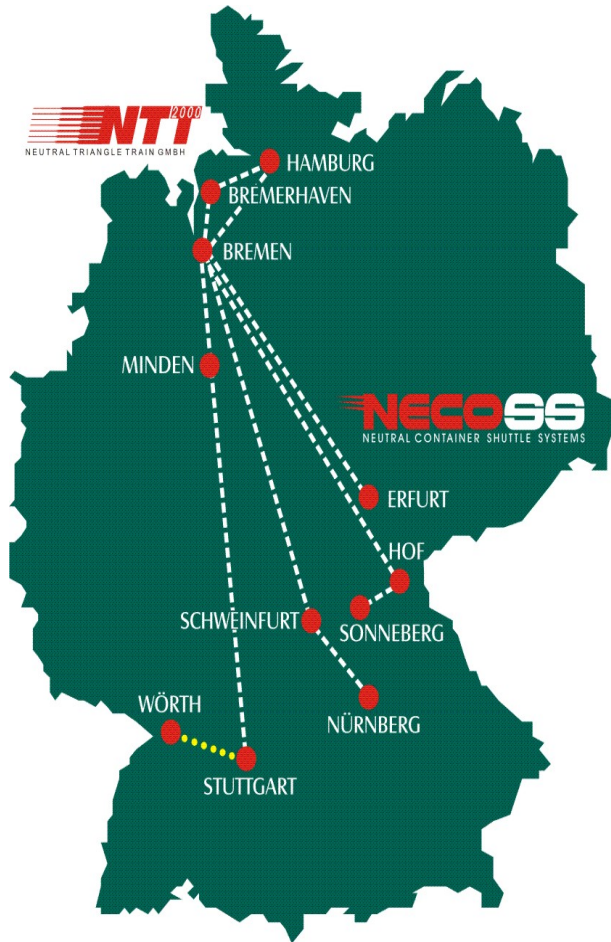 NTT 2000
NEUTRAL TRIANGLE TRAIN GMBH
HAMBURG
BREMERHAVEN
BREMEN
MINDEN
NECOSS
NEUTRAL CONTAINER SHUTTLE SYSTEMS
ERFURT
HOF
SCHWEINFURT
SONNEBERG
WÖRTH
NÜRNBERG
STUTTGART